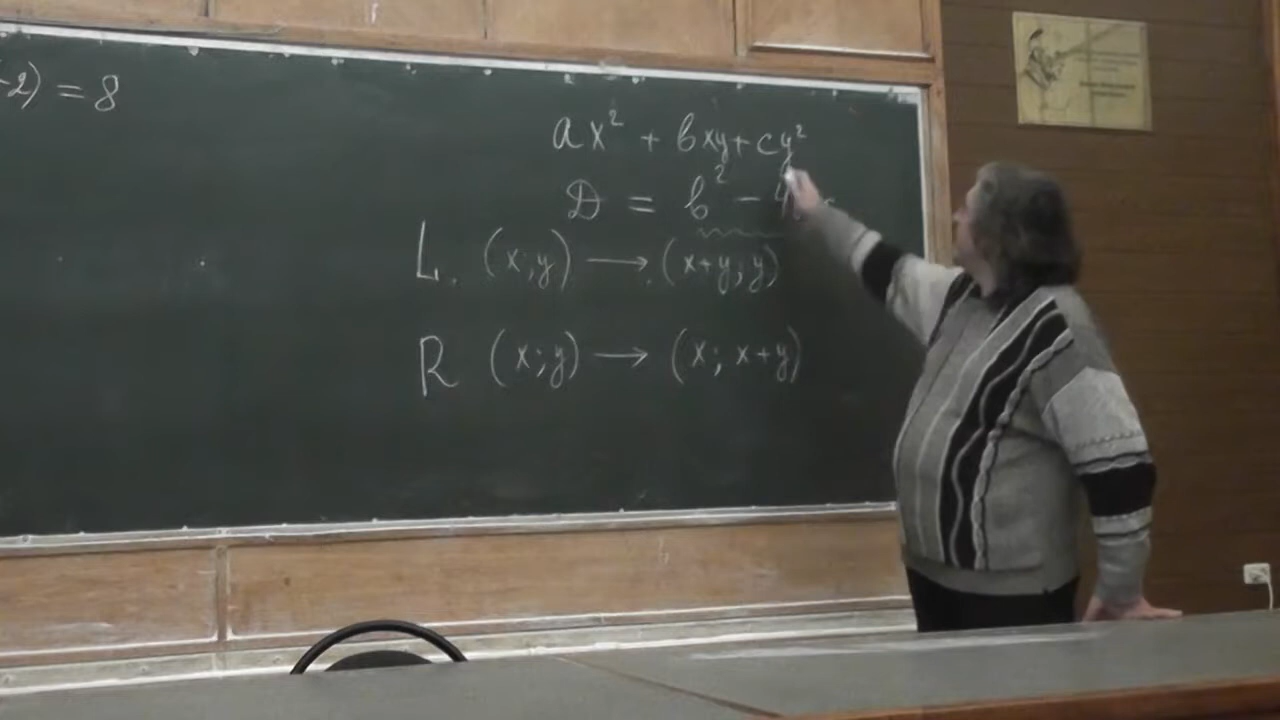 -2) = 8
ax² + bxy + cy²
D = b² - 4
L (x;y) → (x+y; y)
R (x;y) → (x; x+y)